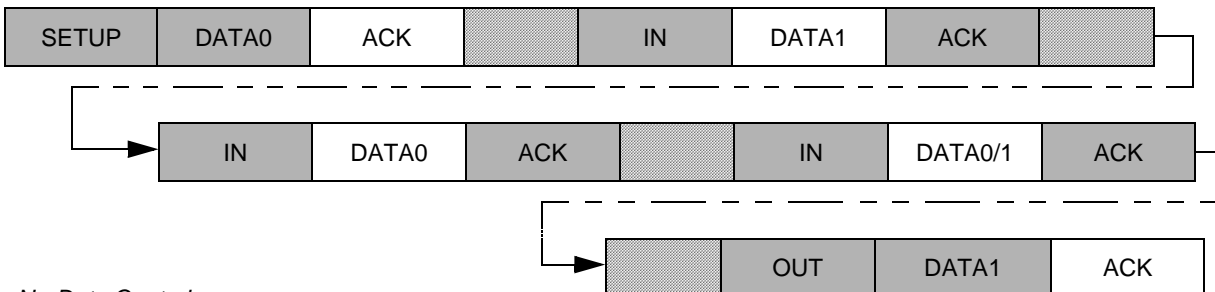 SETUP DATA0 ACK IN DATA1 ACK
IN DATA0 ACK IN DATA0/1 ACK
OUT DATA1 ACK